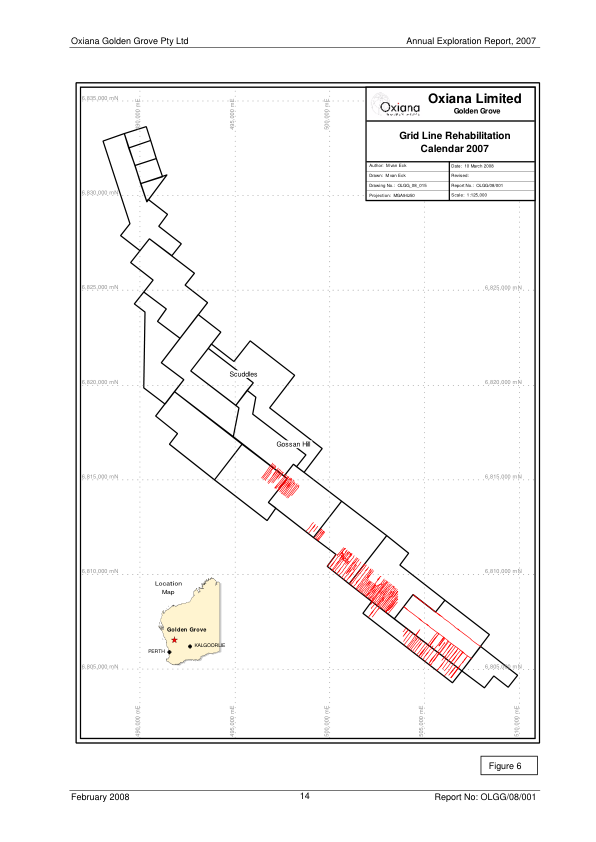 Oxiana Golden Grove Pty Ltd
Annual Exploration Report, 2007
Oxiana
Oxiana Limited
Golden Grove
Grid Line Rehabilitation
Calendar 2007
Date: 10 March 2008
Revised:
Drawing No.: OLGG_08_015
Report No.: OLGG/08/001
Projection: MGA94z50
Scale: 1:125,000
6,835,000 mN
6,830,000 mN
6,825,000 mN
6,825,000 mN
6,820,000 mN
6,820,000 mN
6,815,000 mN
6,815,000 mN
6,810,000 mN
6,810,000 mN
6,805,000 mN
6,805,000 mN
490,000 mE
495,000 mE
500,000 mE
490,000 mE
495,000 mE
500,000 mE
505,000 mE
510,000 mE
Scuddles
Gossan Hill
Location
Map
Golden Grove
PERTH
KALGOORLIE
Figure 6
February 2008
14
Report No: OLGG/08/001